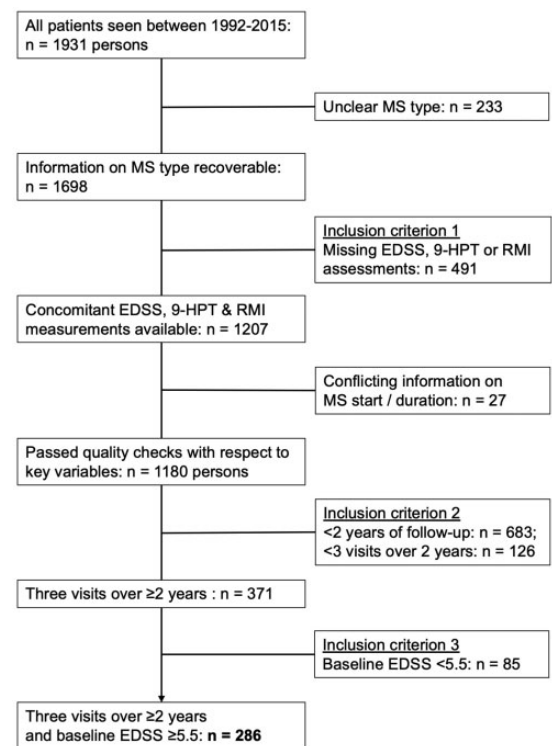 All patients seen between 1992-2015:
n = 1931 persons
Unclear MS type: n = 233
Information on MS type recoverable:
n = 1698
Inclusion criterion 1
Missing EDSS, 9-HPT or RMI
assessments: n = 491
Concomitant EDSS, 9-HPT & RMI
measurements available: n = 1207
Conflicting information on
MS start / duration: n = 27
Passed quality checks with respect to
key variables: n = 1180 persons
Inclusion criterion 2
<2 years of follow-up: n = 683;
<3 visits over 2 years: n = 126
Three visits over ≥2 years : n = 371
Inclusion criterion 3
Baseline EDSS <5.5: n = 85
Three visits over ≥2 years
and baseline EDSS ≥5.5: n = 286